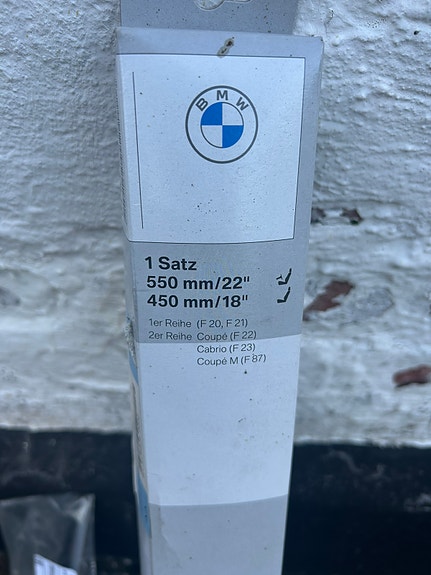 BMW
1 Satz
550 mm/22"
450 mm/18"
1er Reihe (F 20, F 21)
2er Reihe Coupé (F 22)
Cabrio (F 23)
Coupé M (F 87)